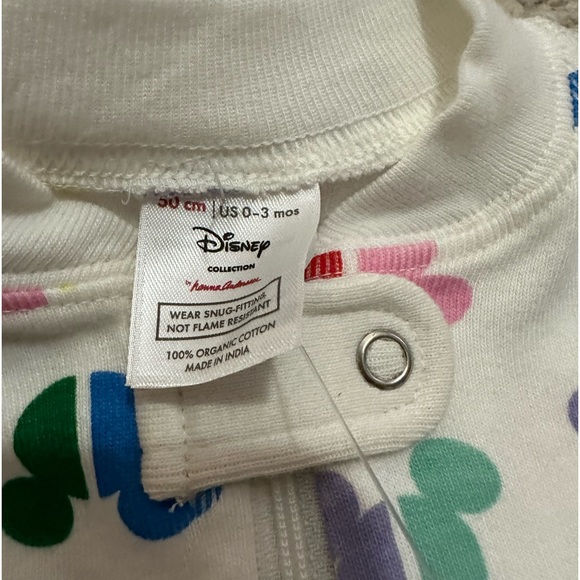 50 cm | US 0-3 mos
Disney
COLLECTION
by hanna andersson
WEAR SNUG-FITTING
NOT FLAME RESISTANT
100% ORGANIC COTTON
MADE IN INDIA